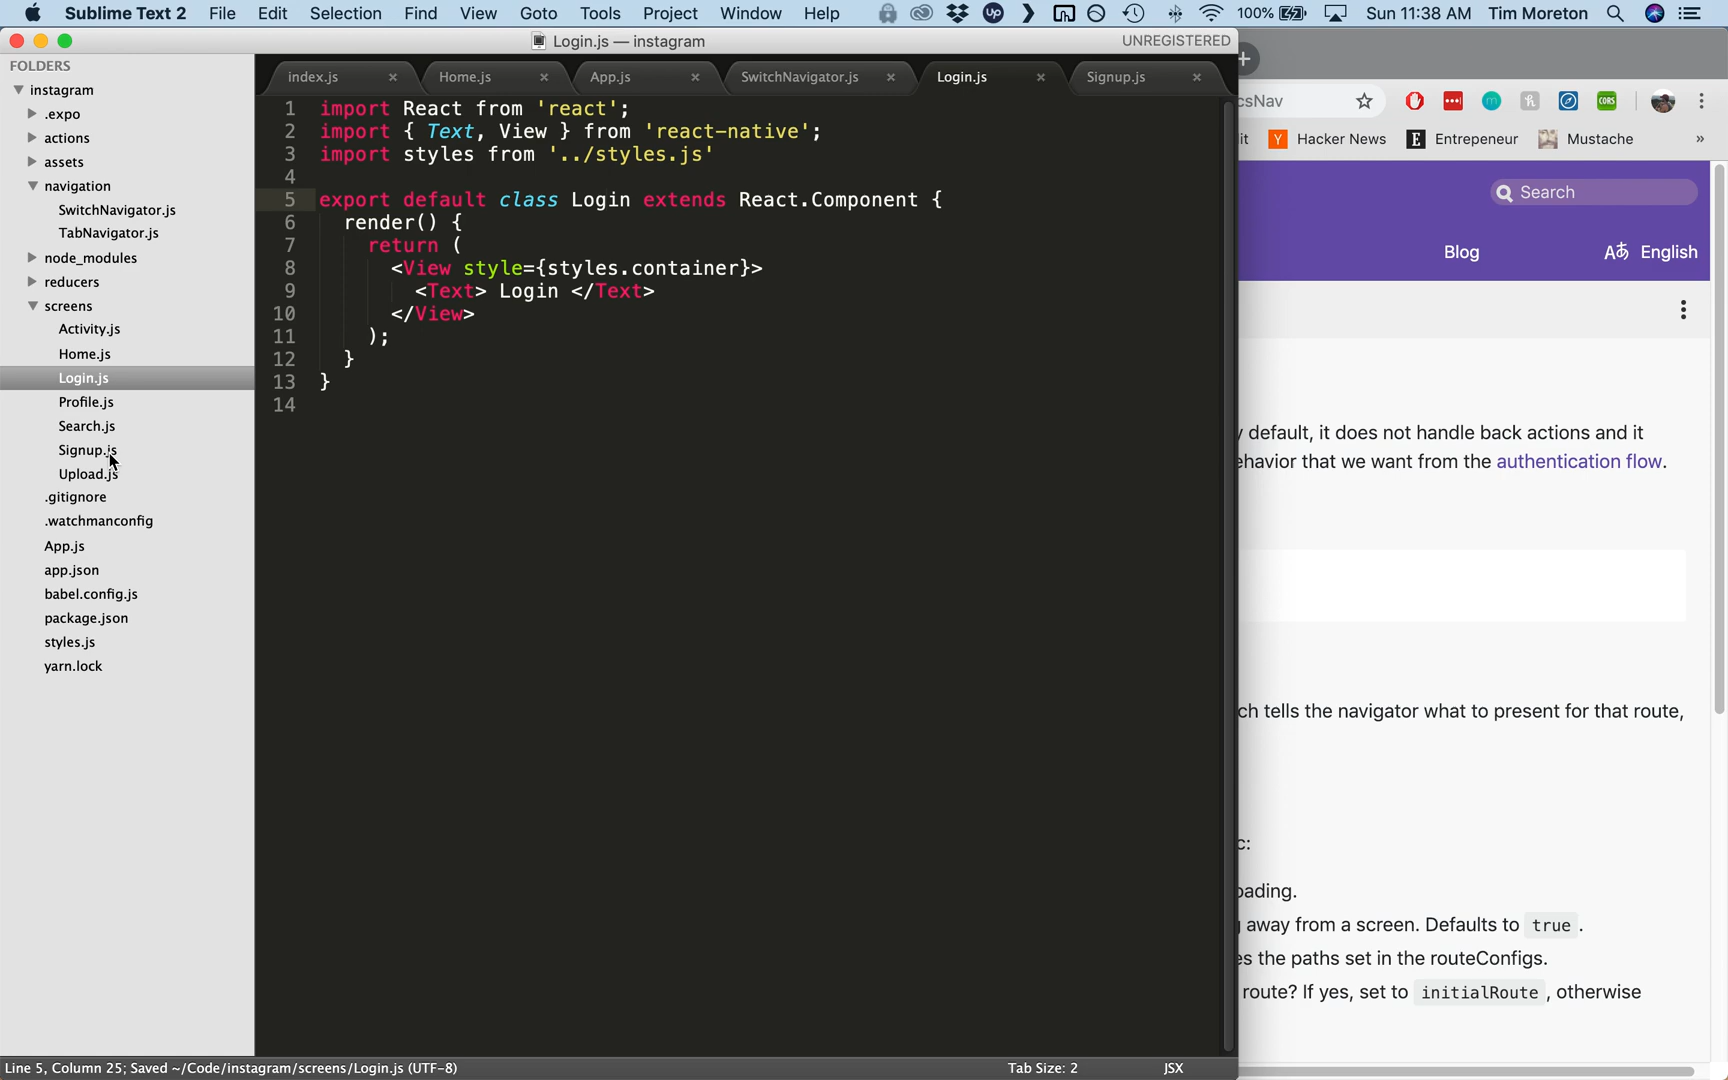 Sublime Text 2 File Edit Selection Find View Goto Tools Project Window Help 100% Sun 11:38 AM Tim Moreton
Login.js — instagram UNREGISTERED
FOLDERS
instagram
.expo
actions
assets
navigation
SwitchNavigator.js
TabNavigator.js
node_modules
reducers
screens
Activity.js
Home.js
Login.js
Profile.js
Search.js
Signup.js
Upload.js
.gitignore
.watchmanconfig
App.js
app.json
babel.config.js
package.json
styles.js
yarn.lock
index.js Home.js App.js SwitchNavigator.js Login.js Signup.js
1 import React from 'react';
2 import { Text, View } from 'react-native';
3 import styles from '../styles.js'
4
5 export default class Login extends React.Component {
6 render() {
7 return (
8 <View style={styles.container}>
9 <Text> Login </Text>
10 </View>
11 );
12 }
13 }
14
Line 5, Column 25; Saved ~/Code/instagram/screens/Login.js (UTF-8) Tab Size: 2 JSX
csNav CORS
it Y Hacker News E Entrepeneur Mustache »
Search
Blog Aあ English
y default, it does not handle back actions and it
ehavior that we want from the authentication flow.
ch tells the navigator what to present for that route,
c:
oading.
g away from a screen. Defaults to true .
es the paths set in the routeConfigs.
route? If yes, set to initialRoute , otherwise